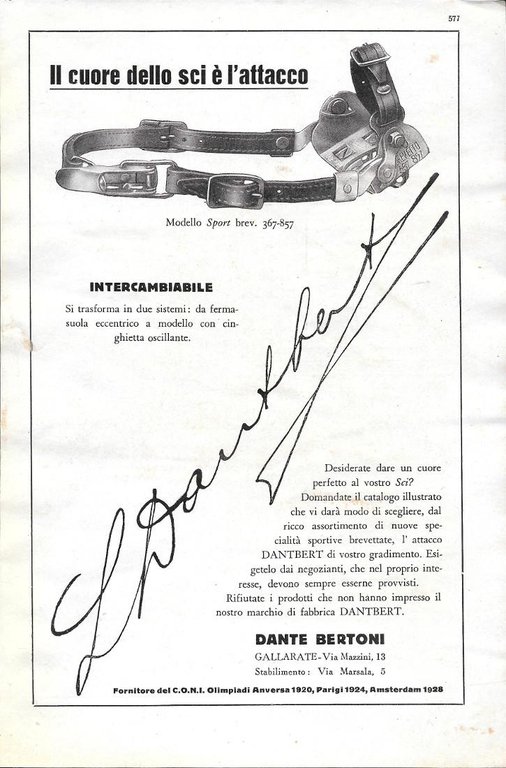 577
Il cuore dello sci è l'attacco
Modello Sport brev. 367-857
INTERCAMBIABILE
Si trasforma in due sistemi: da ferma-
suola eccentrico a modello con cin-
ghietta oscillante.
L Dantbert
Desiderate dare un cuore
perfetto al vostro Sci?
Domandate il catalogo illustrato
che vi darà modo di scegliere, dal
ricco assortimento di nuove spe-
cialità sportive brevettate, l' attacco
DANTBERT di vostro gradimento. Esi-
getelo dai negozianti, che nel proprio inte-
resse, devono sempre esserne provvisti.
Rifiutate i prodotti che non hanno impresso il
nostro marchio di fabbrica DANTBERT.
DANTE BERTONI
GALLARATE-Via Mazzini, 13
Stabilimento: Via Marsala, 5
Fornitore del C.O.N.I. Olimpiadi Anversa 1920, Parigi 1924, Amsterdam 1928